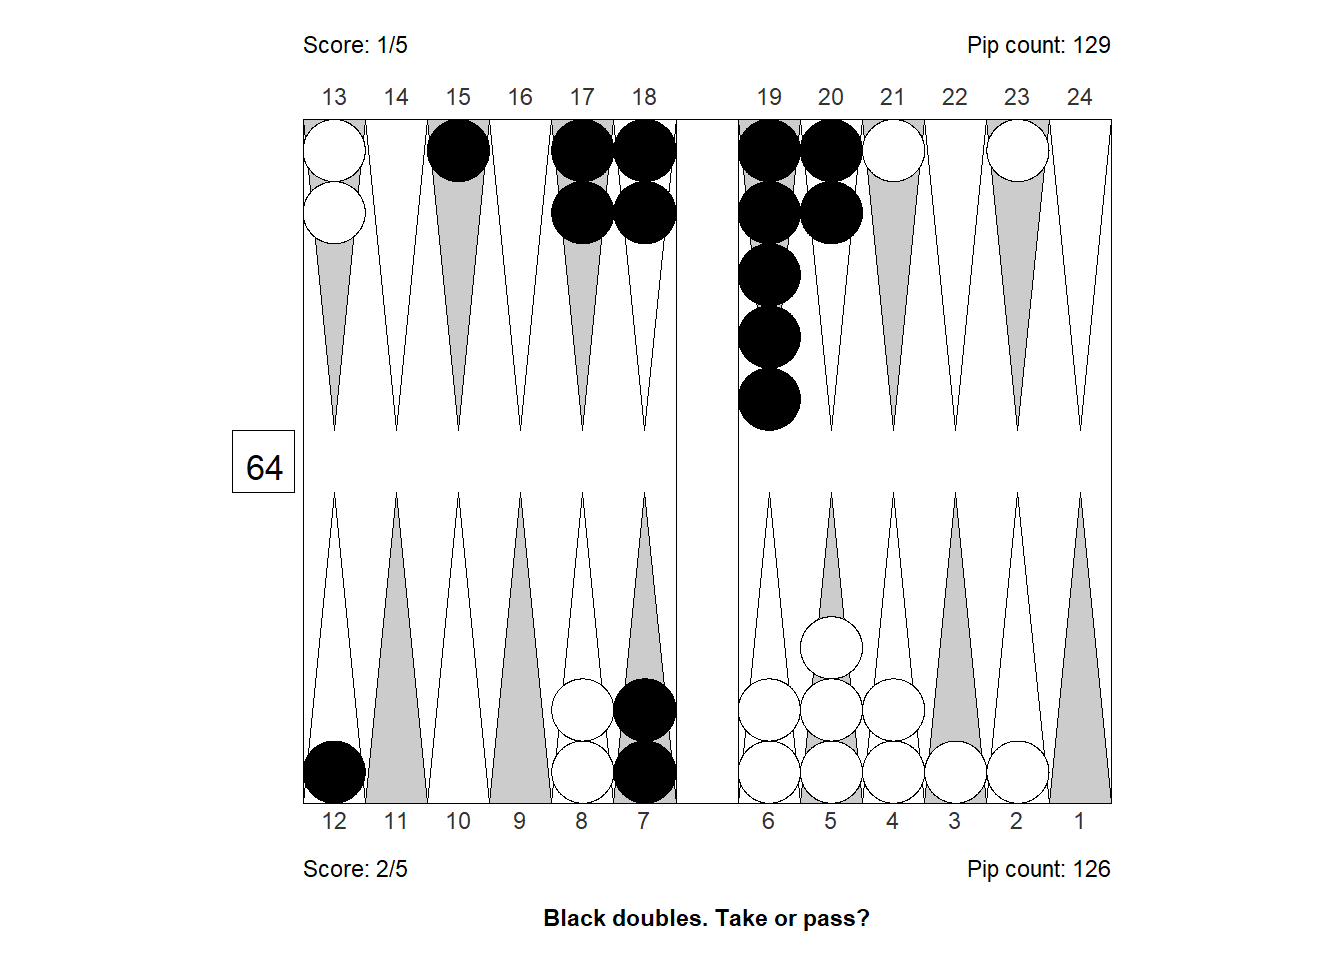 Score: 1/5 Pip count: 129
13 14 15 16 17 18 19 20 21 22 23 24
64
12 11 10 9 8 7 6 5 4 3 2 1
Score: 2/5 Pip count: 126
Black doubles. Take or pass?